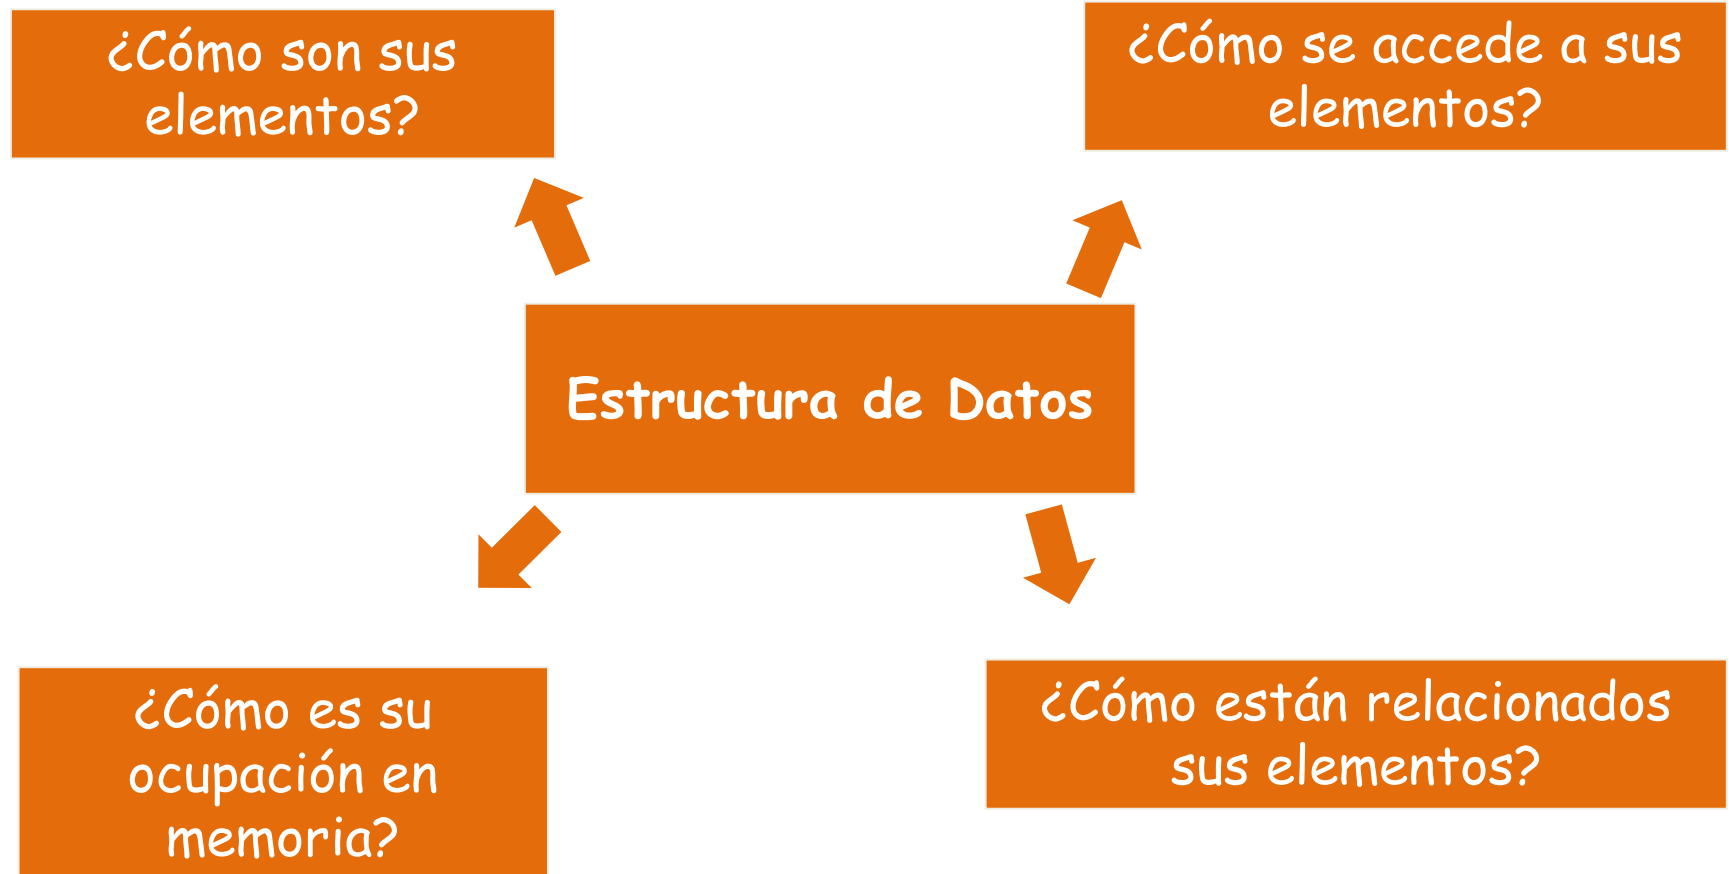 ¿Cómo son sus
elementos?
¿Cómo se accede a sus
elementos?
Estructura de Datos
¿Cómo es su
ocupación en
memoria?
¿Cómo están relacionados
sus elementos?